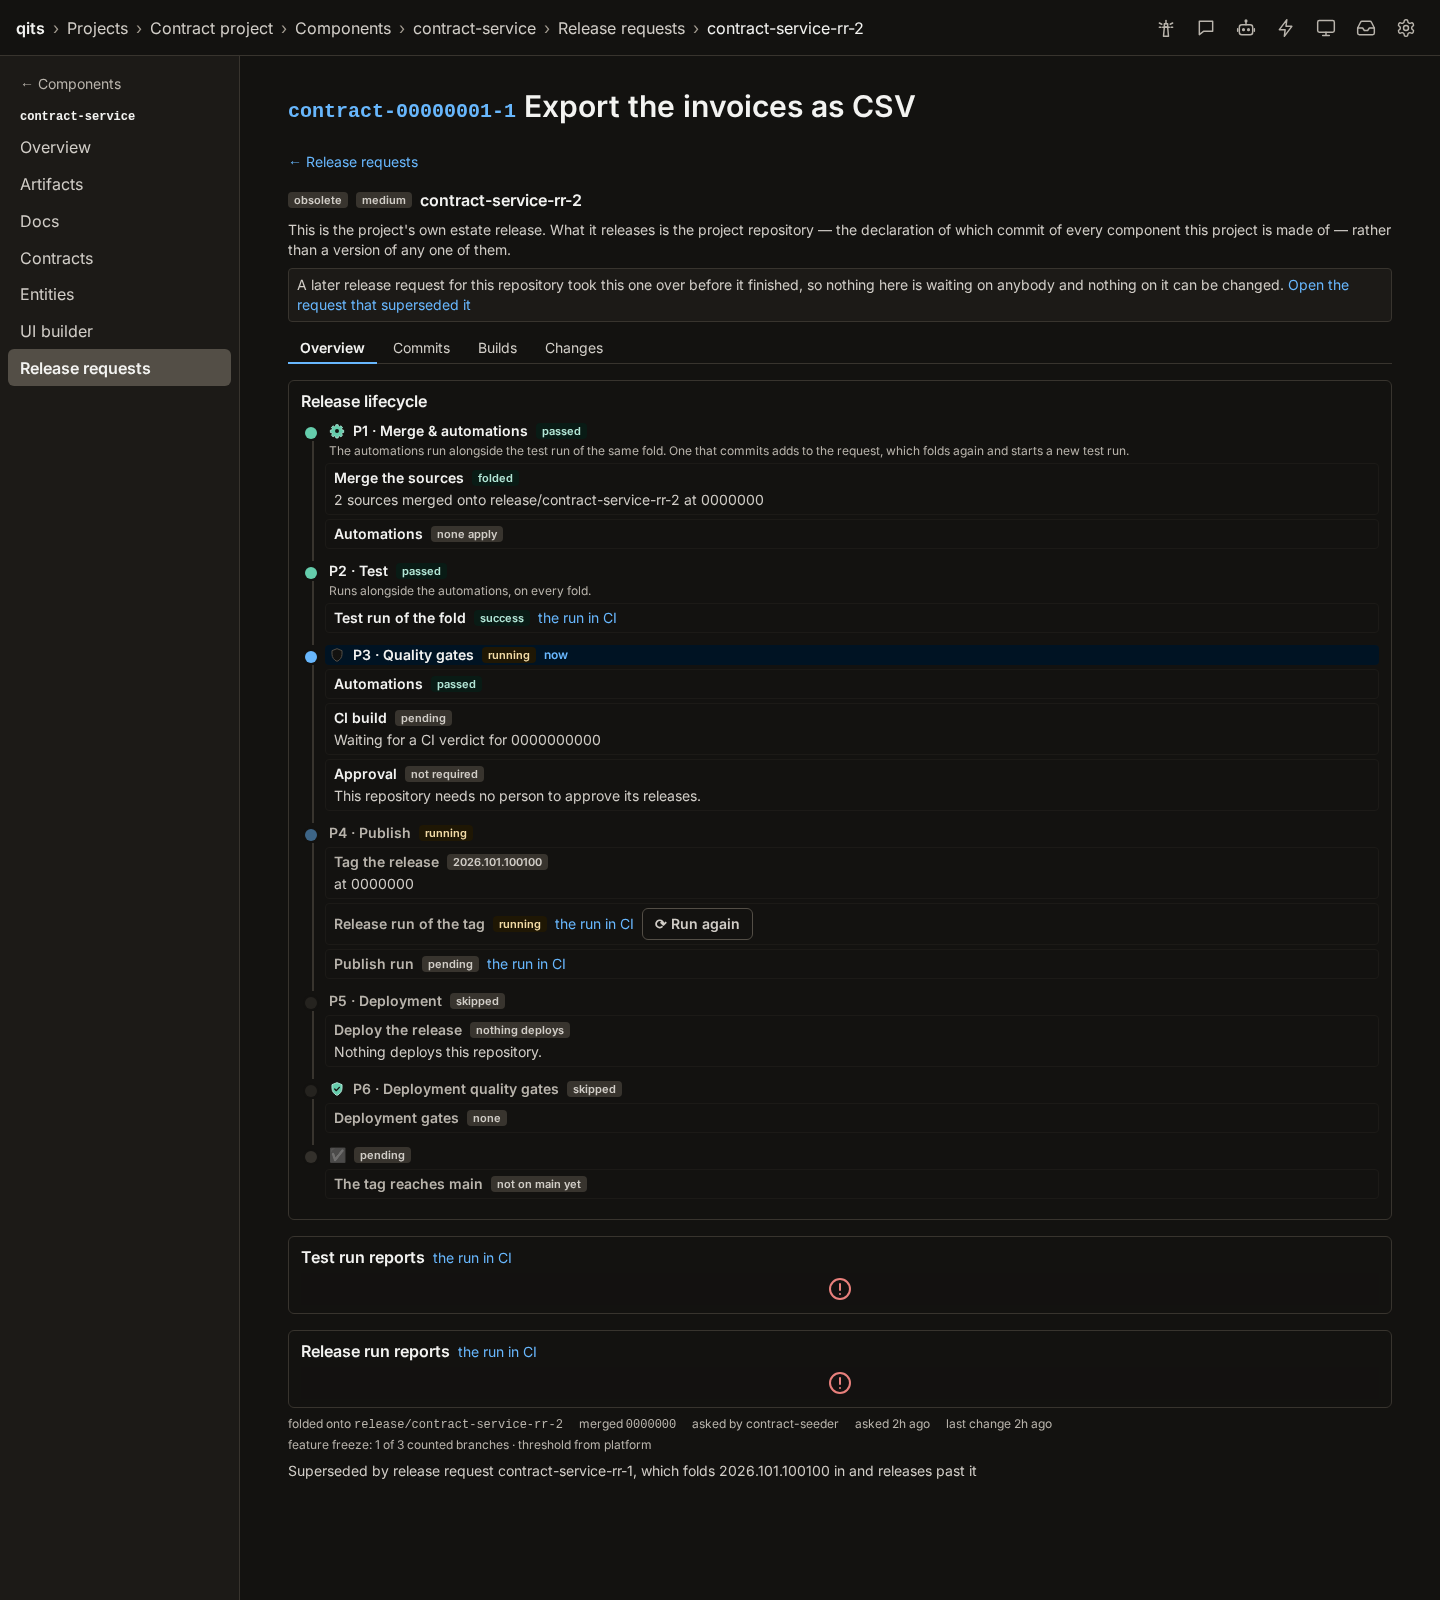 qits › Projects › Contract project › Components › contract-service › Release requests › contract-service-rr-2
← Components
contract-service
Overview
Artifacts
Docs
Contracts
Entities
UI builder
Release requests
contract-00000001-1 Export the invoices as CSV
← Release requests
obsolete medium contract-service-rr-2
This is the project's own estate release. What it releases is the project repository — the declaration of which commit of every component this project is made of — rather
than a version of any one of them.
A later release request for this repository took this one over before it finished, so nothing here is waiting on anybody and nothing on it can be changed. Open the
request that superseded it
Overview Commits Builds Changes
Release lifecycle
P1 · Merge & automations passed
The automations run alongside the test run of the same fold. One that commits adds to the request, which folds again and starts a new test run.
Merge the sources folded
2 sources merged onto release/contract-service-rr-2 at 0000000
Automations none apply
P2 · Test passed
Runs alongside the automations, on every fold.
Test run of the fold success the run in CI
P3 · Quality gates running now
Automations passed
CI build pending
Waiting for a CI verdict for 0000000000
Approval not required
This repository needs no person to approve its releases.
P4 · Publish running
Tag the release 2026.101.100100
at 0000000
Release run of the tag running the run in CI ⟳ Run again
Publish run pending the run in CI
P5 · Deployment skipped
Deploy the release nothing deploys
Nothing deploys this repository.
P6 · Deployment quality gates skipped
Deployment gates none
pending
The tag reaches main not on main yet
Test run reports the run in CI
Release run reports the run in CI
folded onto release/contract-service-rr-2 merged 0000000 asked by contract-seeder asked 2h ago last change 2h ago
feature freeze: 1 of 3 counted branches · threshold from platform
Superseded by release request contract-service-rr-1, which folds 2026.101.100100 in and releases past it